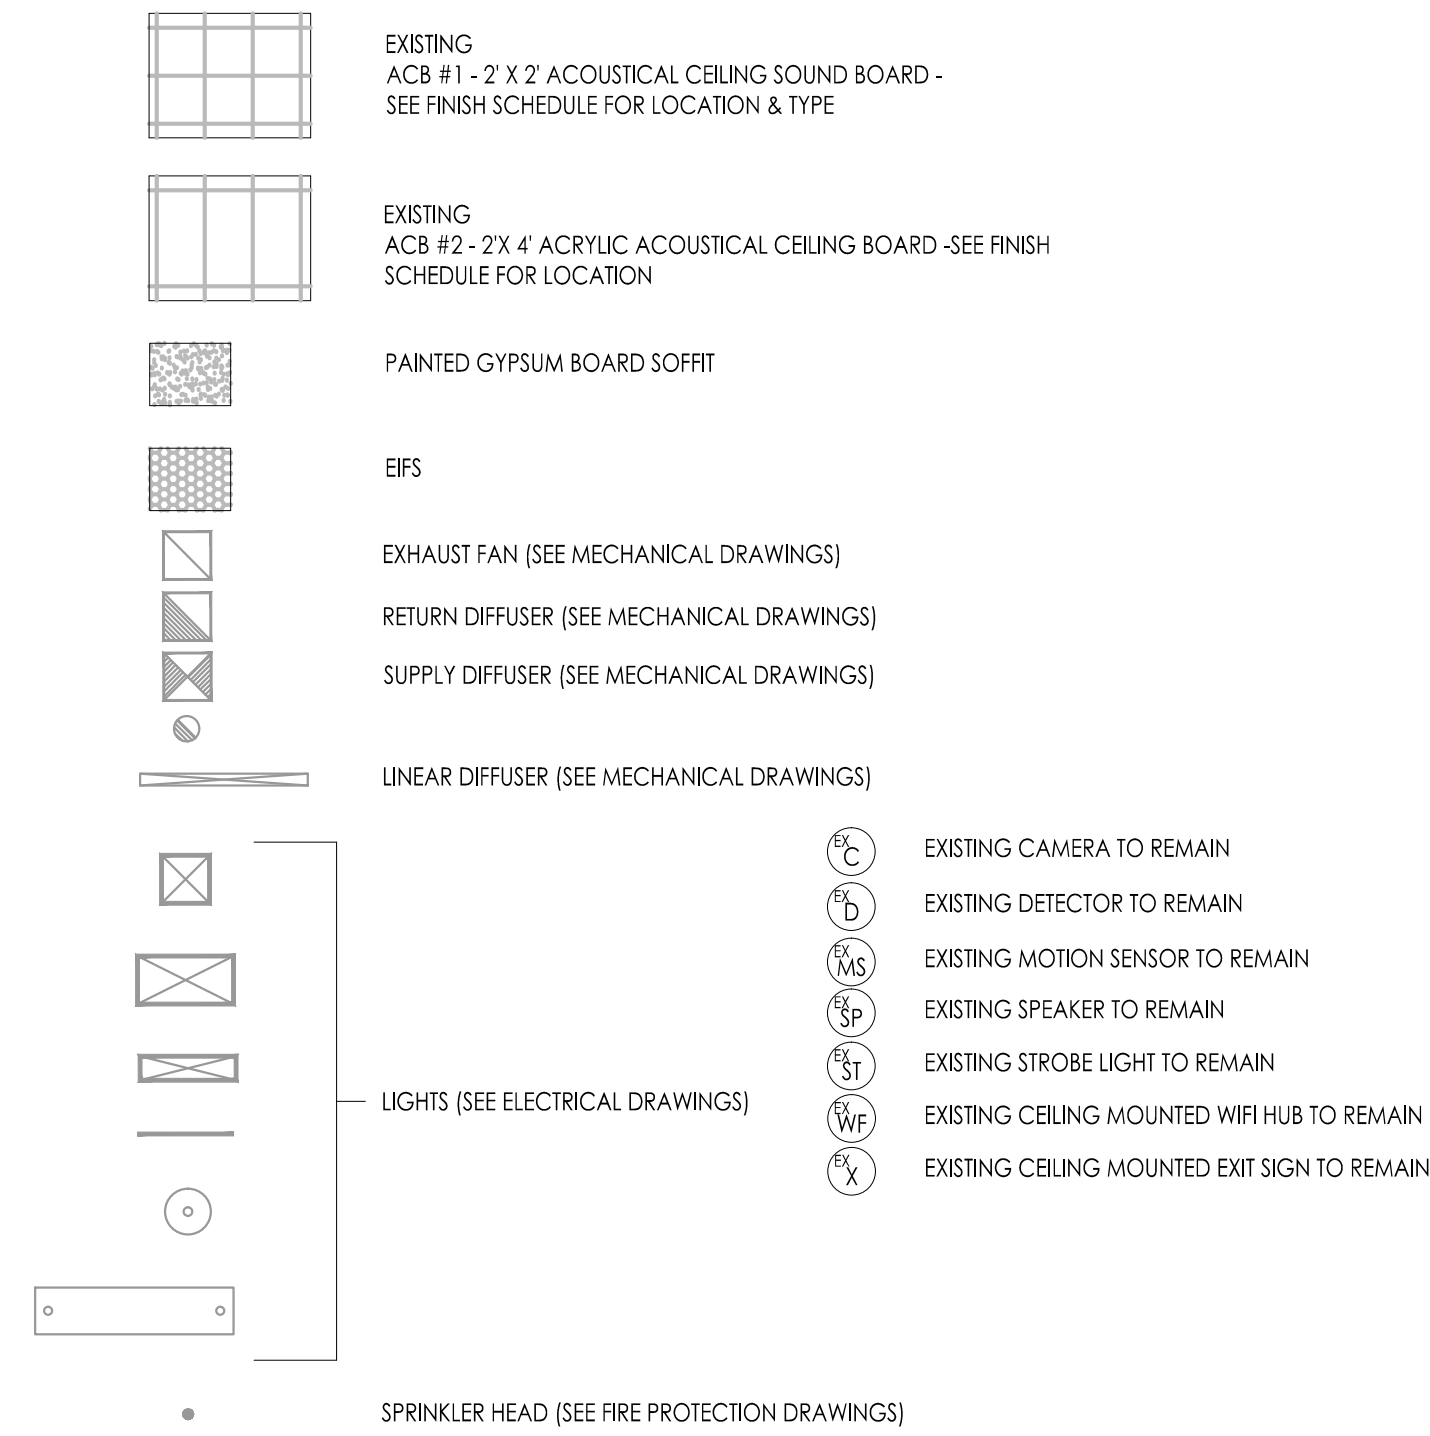 EXISTING
ACB #1 - 2' X 2' ACOUSTICAL CEILING SOUND BOARD -
SEE FINISH SCHEDULE FOR LOCATION & TYPE
EXISTING
ACB #2 - 2'X 4' ACRYLIC ACOUSTICAL CEILING BOARD -SEE FINISH
SCHEDULE FOR LOCATION
PAINTED GYPSUM BOARD SOFFIT
EIFS
EXHAUST FAN (SEE MECHANICAL DRAWINGS)
RETURN DIFFUSER (SEE MECHANICAL DRAWINGS)
SUPPLY DIFFUSER (SEE MECHANICAL DRAWINGS)
LINEAR DIFFUSER (SEE MECHANICAL DRAWINGS)
LIGHTS (SEE ELECTRICAL DRAWINGS)
SPRINKLER HEAD (SEE FIRE PROTECTION DRAWINGS)
EX
C
EXISTING CAMERA TO REMAIN
EX
D
EXISTING DETECTOR TO REMAIN
EX
MS
EXISTING MOTION SENSOR TO REMAIN
EX
SP
EXISTING SPEAKER TO REMAIN
EX
ST
EXISTING STROBE LIGHT TO REMAIN
EX
WF
EXISTING CEILING MOUNTED WIFI HUB TO REMAIN
EX
X
EXISTING CEILING MOUNTED EXIT SIGN TO REMAIN